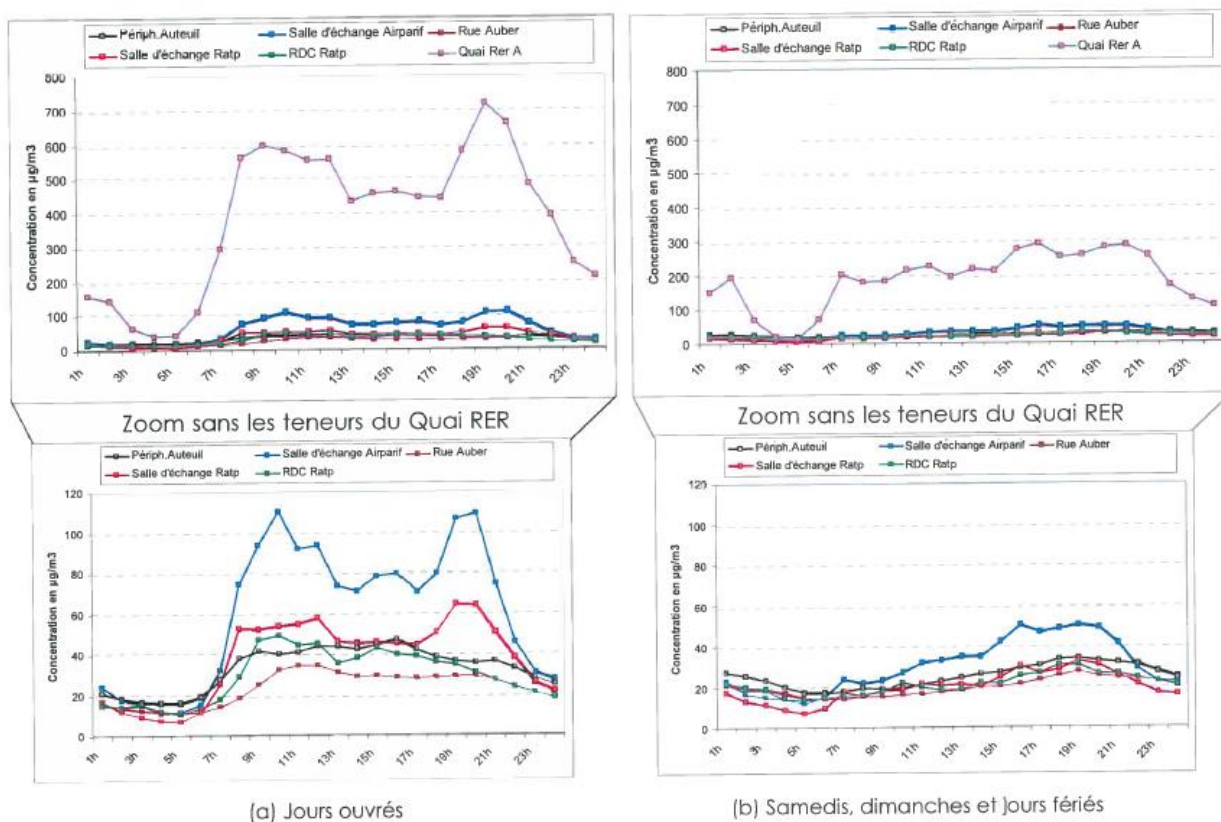 Périph.Auteuil Salle d'échange Airparif Rue Auber
Salle d'échange Ratp RDC Ratp Quai Rer A
Concentration en µg/m3
800
700
600
500
400
300
200
100
0
1h 3h 5h 7h 9h 11h 13h 15h 17h 19h 21h 23h
Périph.Auteuil Salle d'échange Airparif Rue Auber
Salle d'échange Ratp RDC Ratp Quai Rer A
Concentration en µg/m3
800
700
600
500
400
300
200
100
0
1h 3h 5h 7h 9h 11h 13h 15h 17h 19h 21h 23h
Zoom sans les teneurs du Quai RER
Périph.Auteuil Salle d'échange Airparif Rue Auber
Salle d'échange Ratp RDC Ratp
Concentration en µg/m3
120
100
80
60
40
20
0
1h 3h 5h 7h 9h 11h 13h 15h 17h 19h 21h 23h
(a) Jours ouvrés
Zoom sans les teneurs du Quai RER
Périph.Auteuil Salle d'échange Airparif Rue Auber
Salle d'échange Ratp RDC Ratp
Concentration en µg/m3
120
100
80
60
40
20
0
1h 3h 5h 7h 9h 11h 13h 15h 17h 19h 21h 23h
(b) Samedis, dimanches et jours fériés